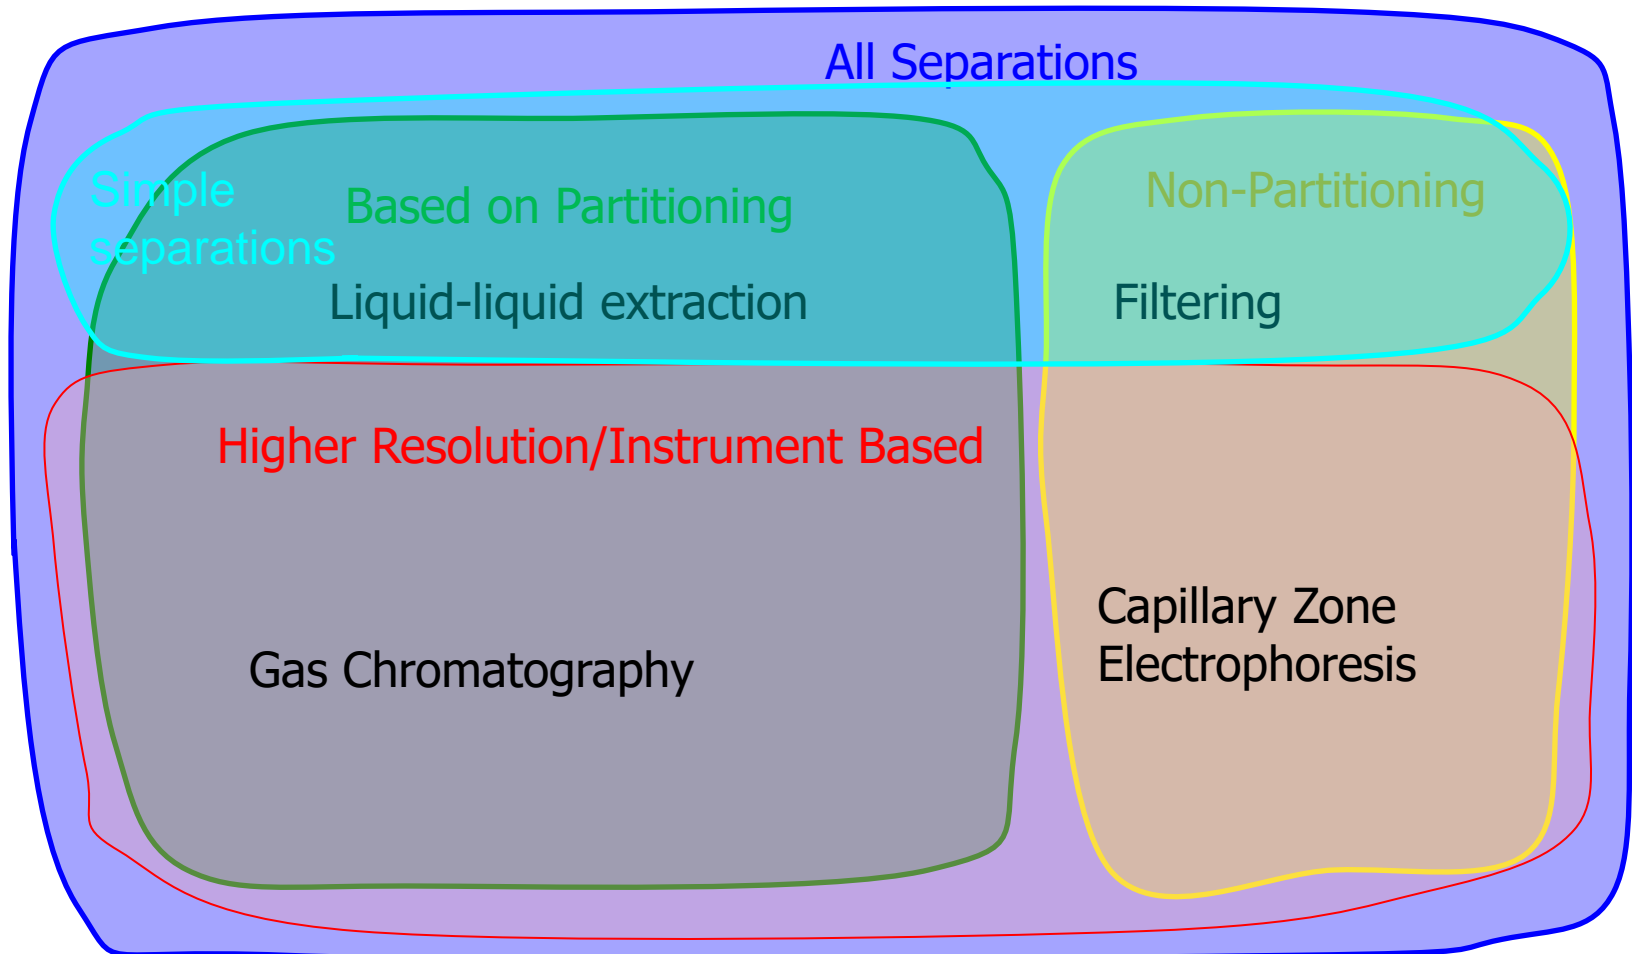 All Separations
Simple
separations
Based on Partitioning
Non-Partitioning
Liquid-liquid extraction
Filtering
Higher Resolution/Instrument Based
Capillary Zone
Electrophoresis
Gas Chromatography